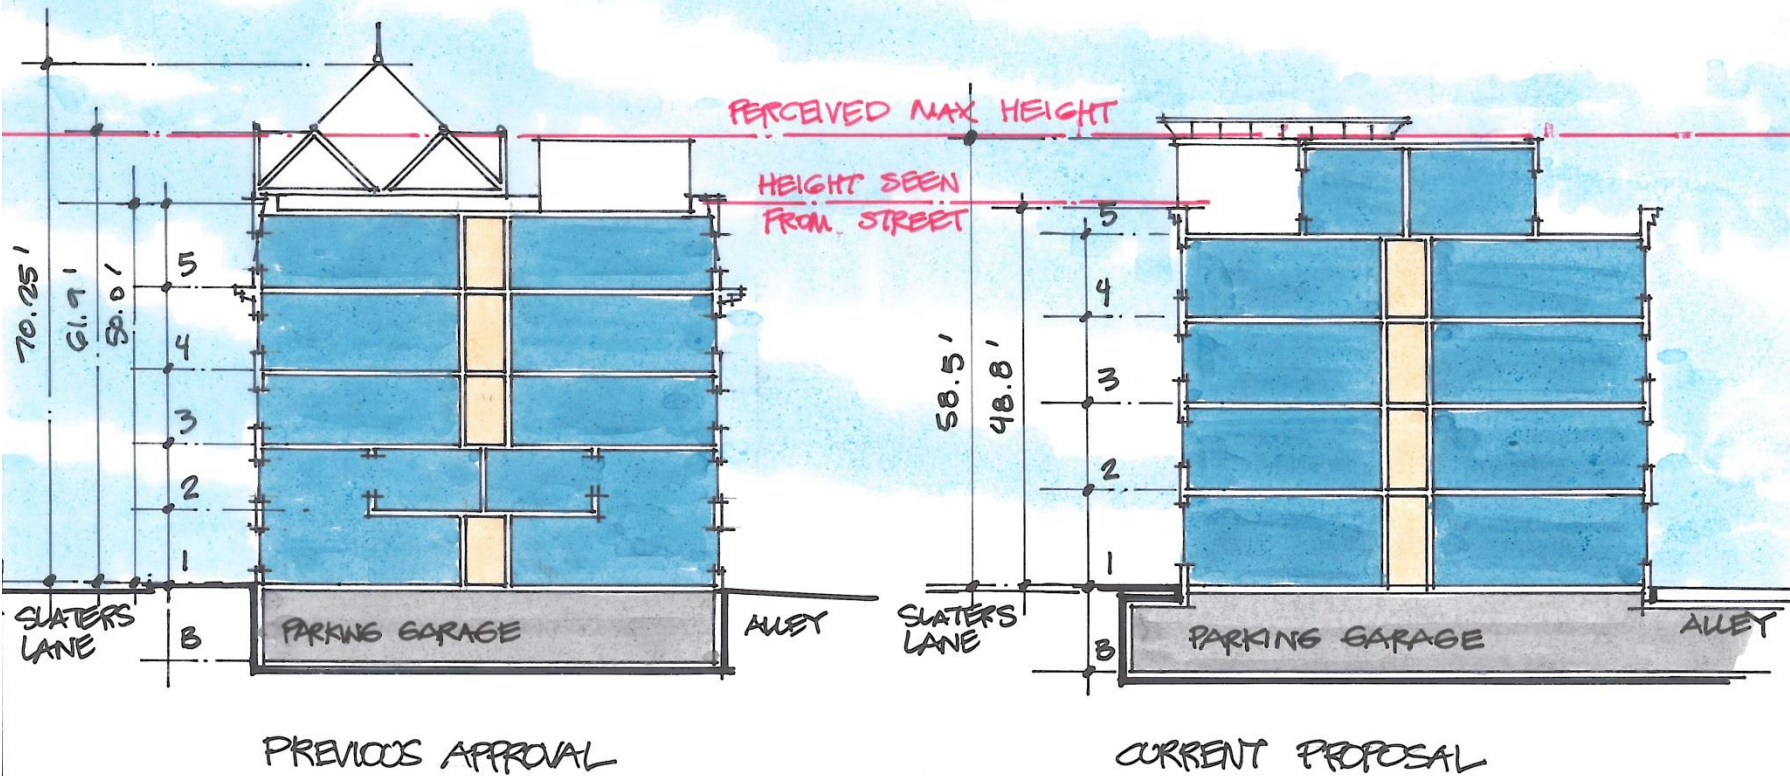 PERCEIVED MAX HEIGHT
HEIGHT SEEN
FROM STREET
70.25'
61.9'
50.0'
5
4
3
2
1
B
SLATERS
LANE
PARKING GARAGE
ALLEY
PREVIOUS APPROVAL
58.5'
48.8'
5
4
3
2
1
B
SLATERS
LANE
PARKING GARAGE
ALLEY
CURRENT PROPOSAL